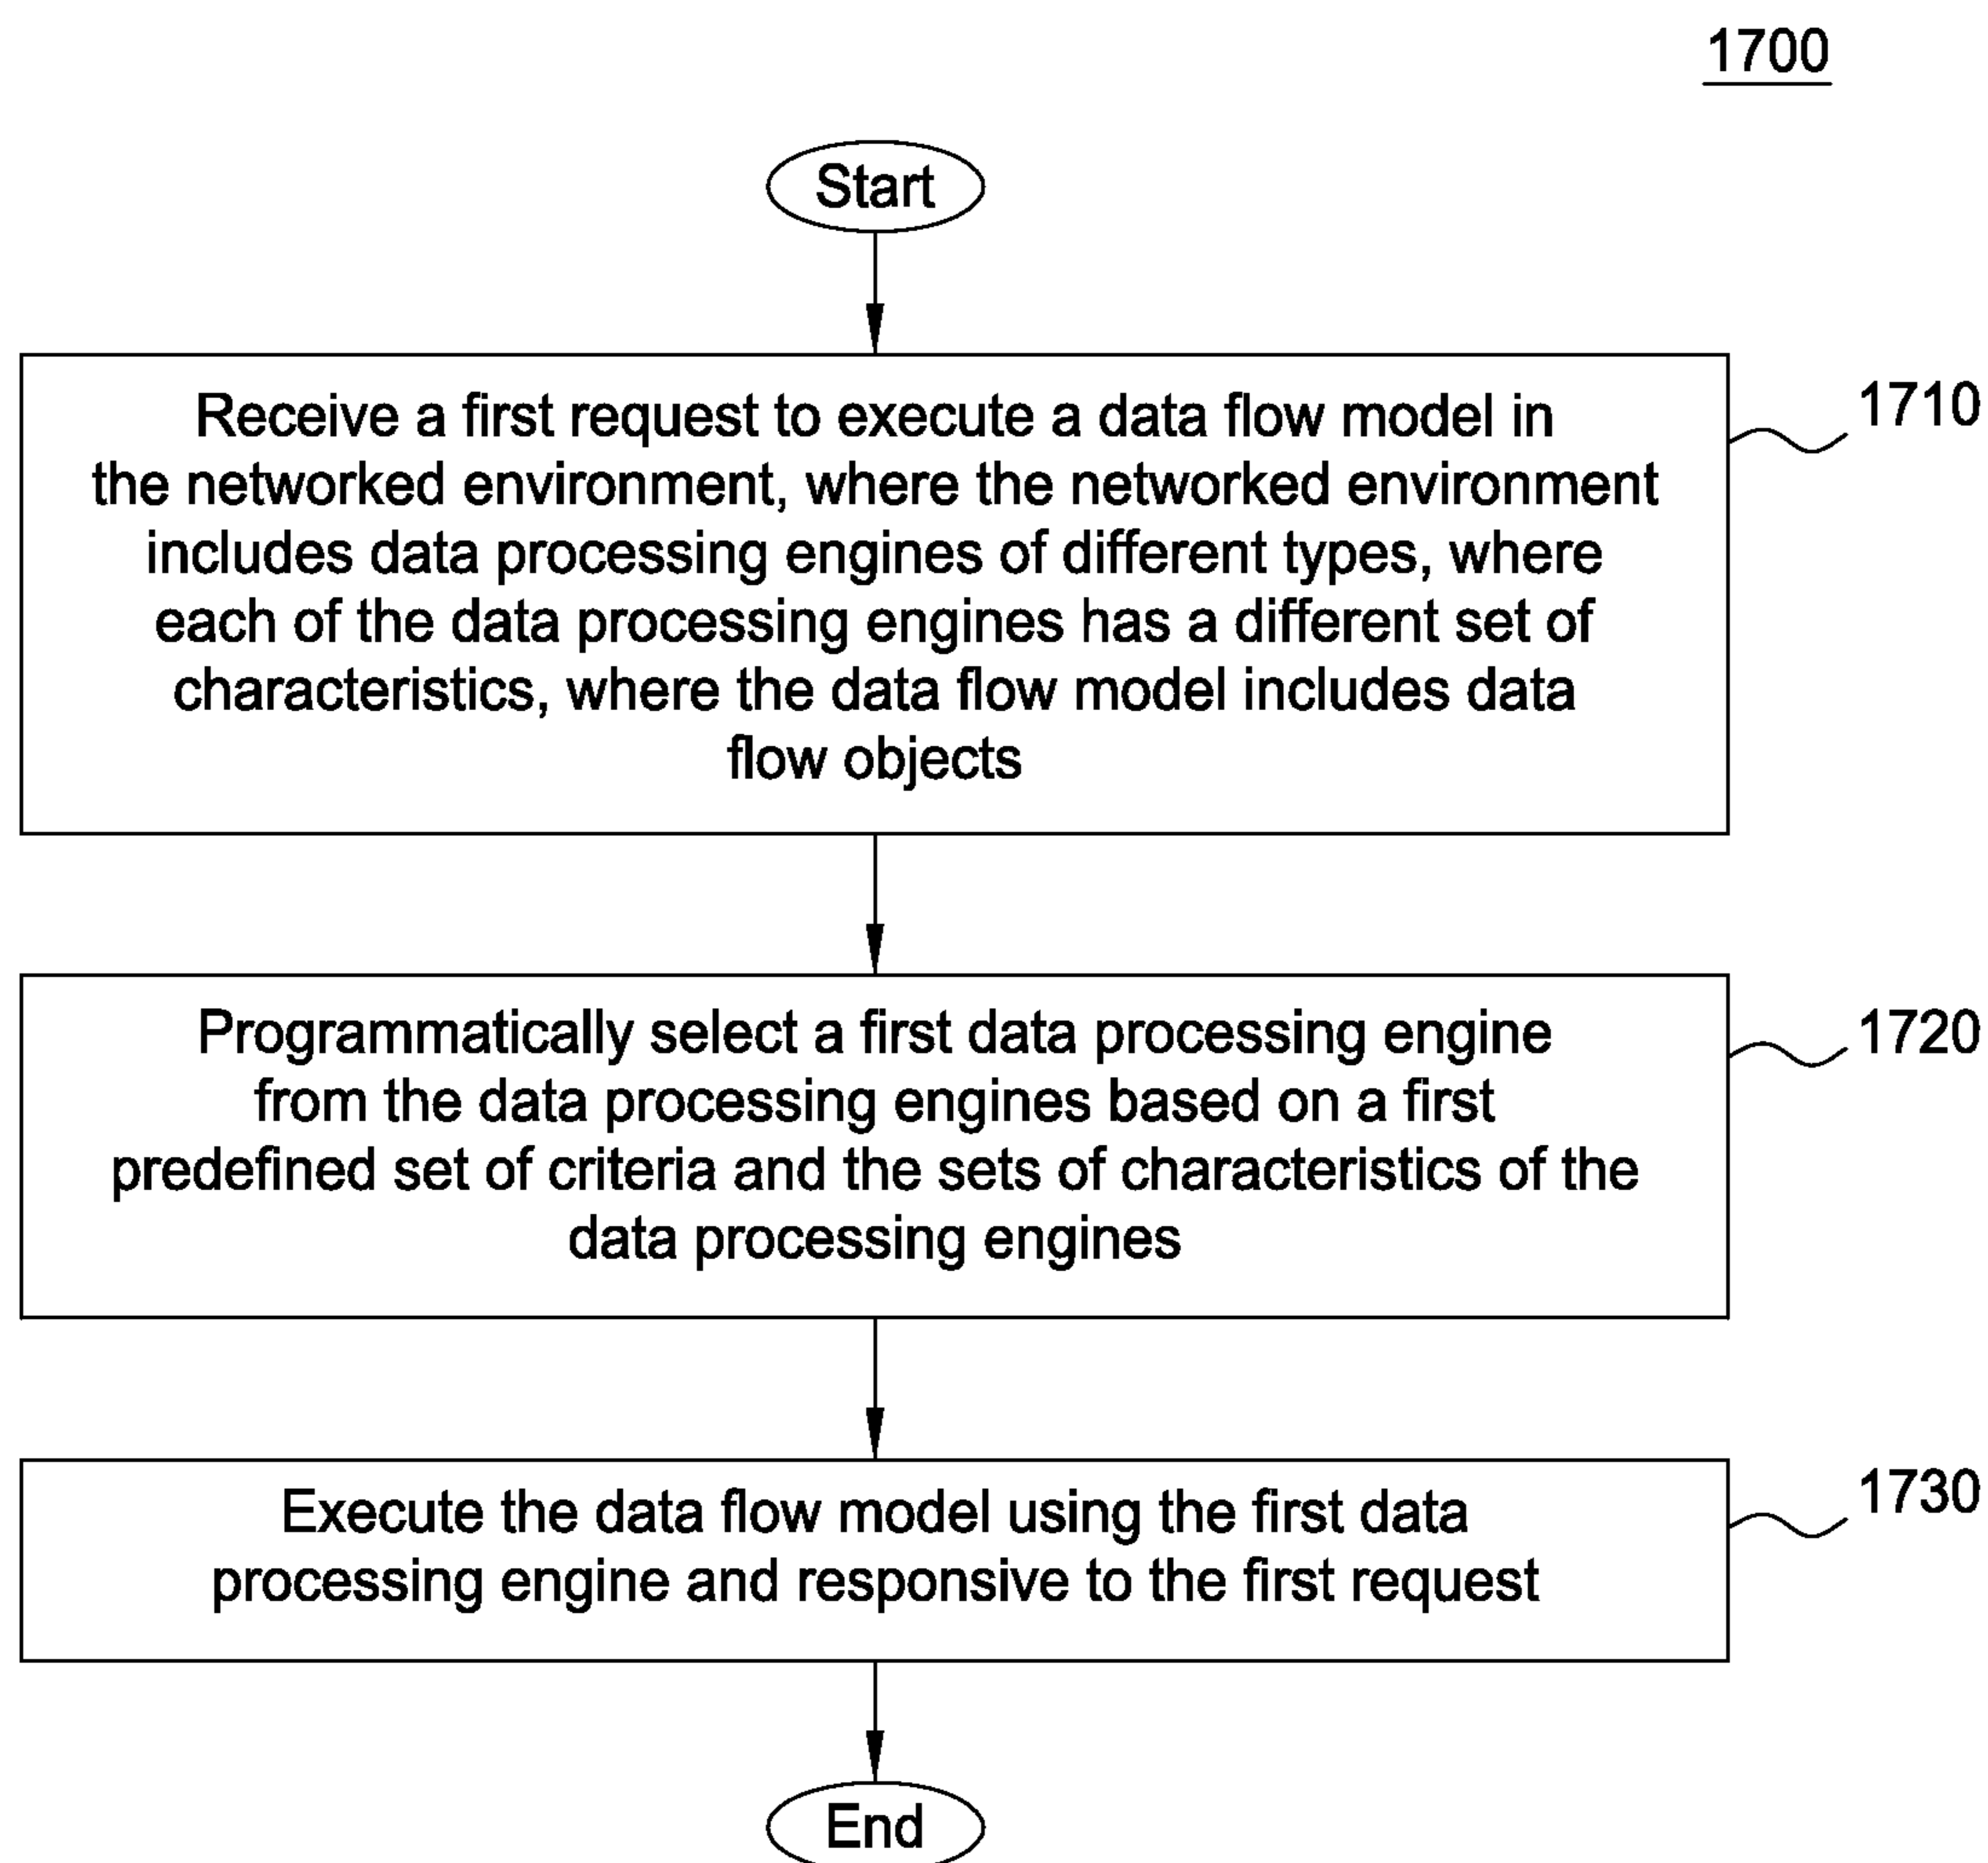 1700
Start
Receive a first request to execute a data flow model in
the networked environment, where the networked environment
includes data processing engines of different types, where
each of the data processing engines has a different set of
characteristics, where the data flow model includes data
flow objects
1710
Programmatically select a first data processing engine
from the data processing engines based on a first
predefined set of criteria and the sets of characteristics of the
data processing engines
1720
Execute the data flow model using the first data
processing engine and responsive to the first request
1730
End